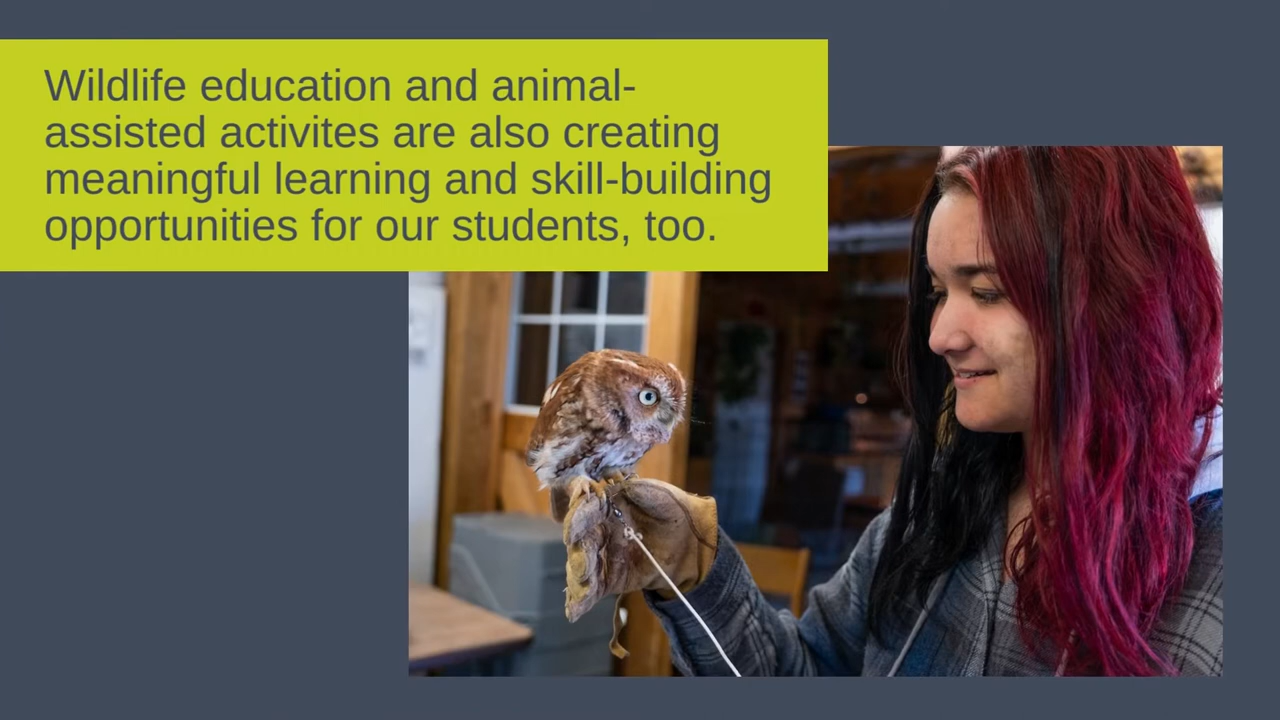 Wildlife education and animal-
assisted activites are also creating
meaningful learning and skill-building
opportunities for our students, too.